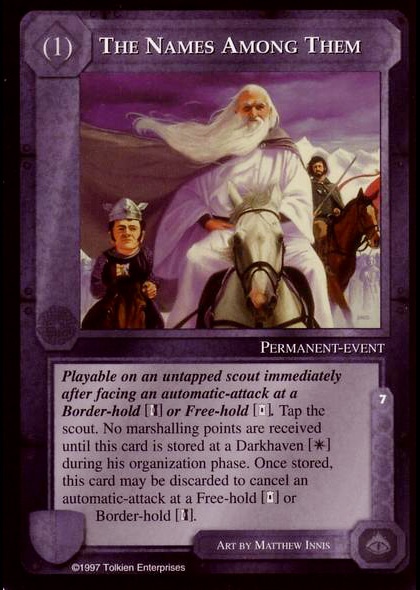 (1) THE NAMES AMONG THEM
PERMANENT-EVENT
Playable on an untapped scout immediately
after facing an automatic-attack at a
Border-hold [] or Free-hold []. Tap the
scout. No marshalling points are received
until this card is stored at a Darkhaven []
during his organization phase. Once stored,
this card may be discarded to cancel an
automatic-attack at a Free-hold [] or
Border-hold [].
7
ART BY MATTHEW INNIS
©1997 Tolkien Enterprises